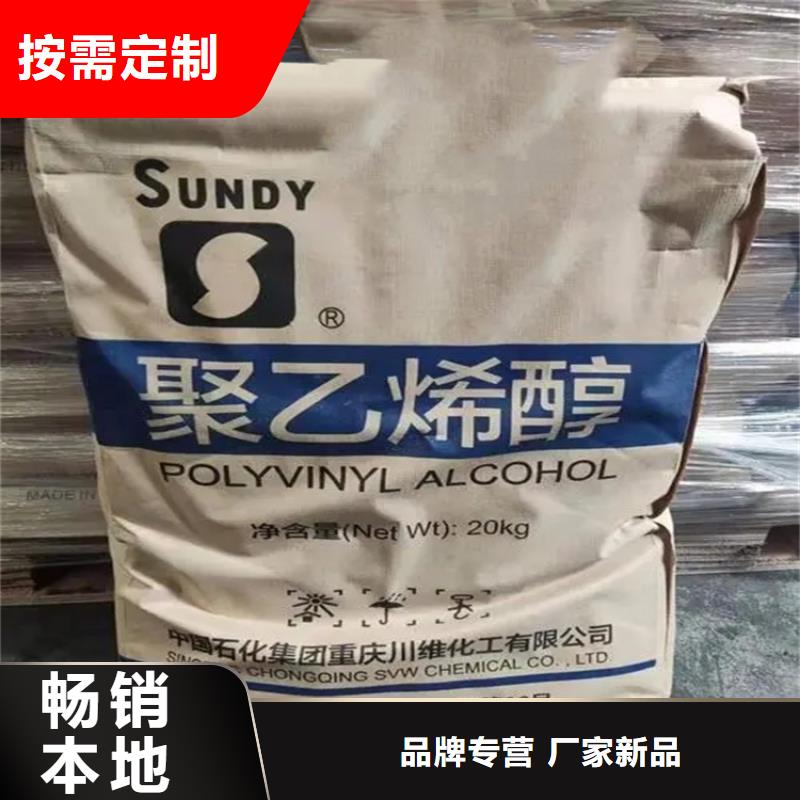 按需定制
SUNDY
®
聚乙烯醇
POLYVINYL ALCOHOL
MADE IN
净含量(Net Wt): 20kg
中国石化集团重庆川维化工有限公司
CHONGQING SVW CHEMICAL CO., LTD.
畅销
本地
品牌专营 厂家新品